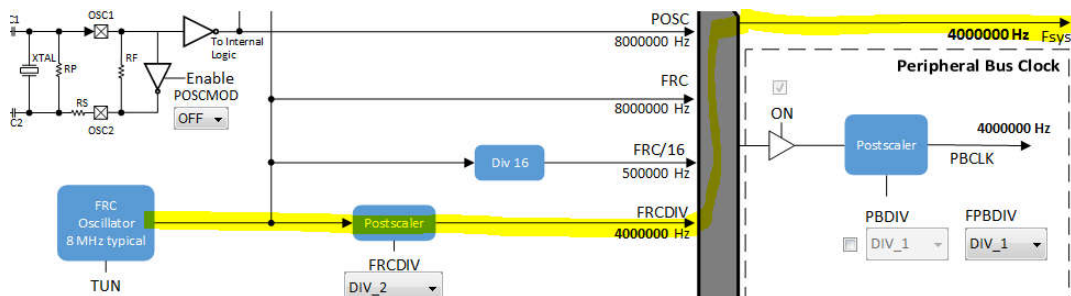 C1
OSC1
XTAL
RP
RF
To Internal
Logic
Enable
POSCMOD
OFF
RS
C2
OSC2
POSC
8000000 Hz
FRC
8000000 Hz
Div 16
FRC/16
500000 Hz
FRC
Oscillator
8 MHz typical
TUN
Postscaler
FRCDIV
DIV_2
FRCDIV
4000000 Hz
4000000 Hz
Fsys
Peripheral Bus Clock
ON
Postscaler
4000000 Hz
PBCLK
PBDIV
DIV_1
FPBDIV
DIV_1